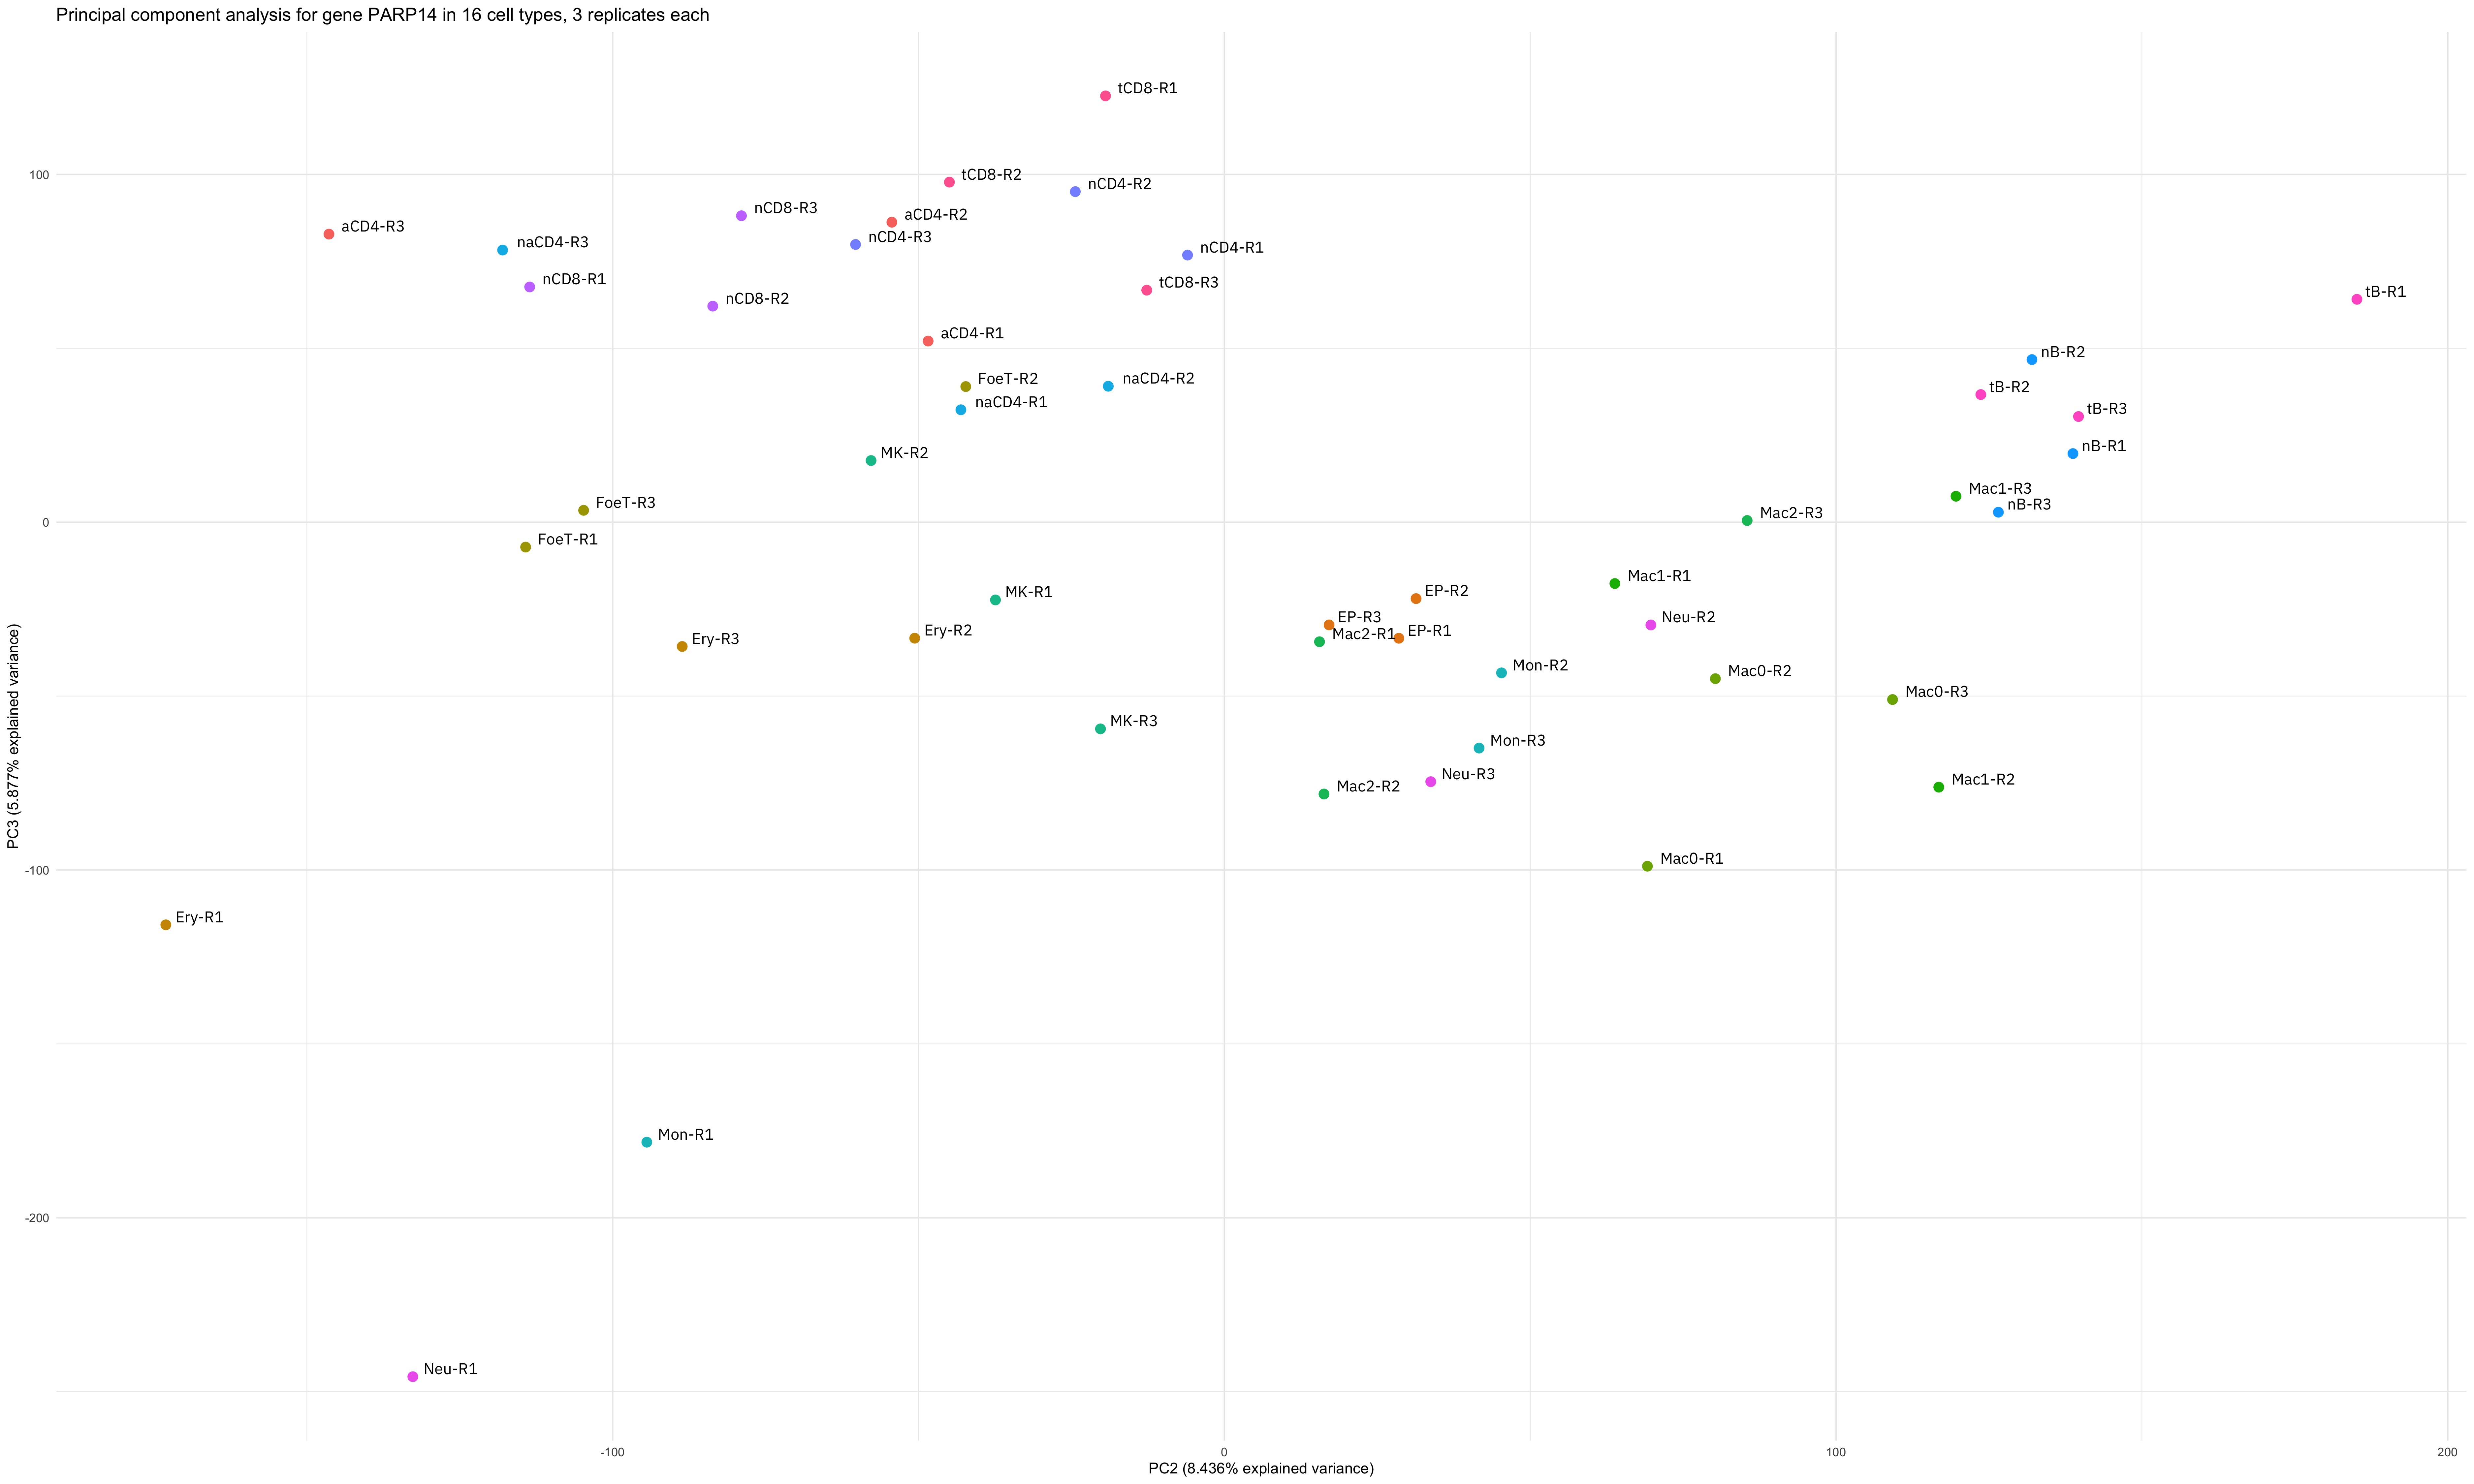 Principal component analysis for gene PARP14 in 16 cell types, 3 replicates each
tCD8-R1
100
tCD8-R2
nCD4-R2
nCD8-R3
aCD4-R2
aCD4-R3
nCD4-R3
naCD4-R3
nCD4-R1
nCD8-R1
tCD8-R3
nCD8-R2
tB-R1
aCD4-R1
nB-R2
FoeT-R2
naCD4-R2
tB-R2
naCD4-R1
tB-R3
nB-R1
MK-R2
Mac1-R3
FoeT-R3
nB-R3
Mac2-R3
0
FoeT-R1
Mac1-R1
MK-R1
EP-R2
EP-R3
Neu-R2
Ery-R2
Mac2-R1
EP-R1
Ery-R3
Mon-R2
Mac0-R2
Mac0-R3
MK-R3
Mon-R3
Neu-R3
Mac2-R2
Mac1-R2
Mac0-R1
-100
Ery-R1
Mon-R1
-200
Neu-R1
PC3 (5.877% explained variance)
-100
0
100
200
PC2 (8.436% explained variance)